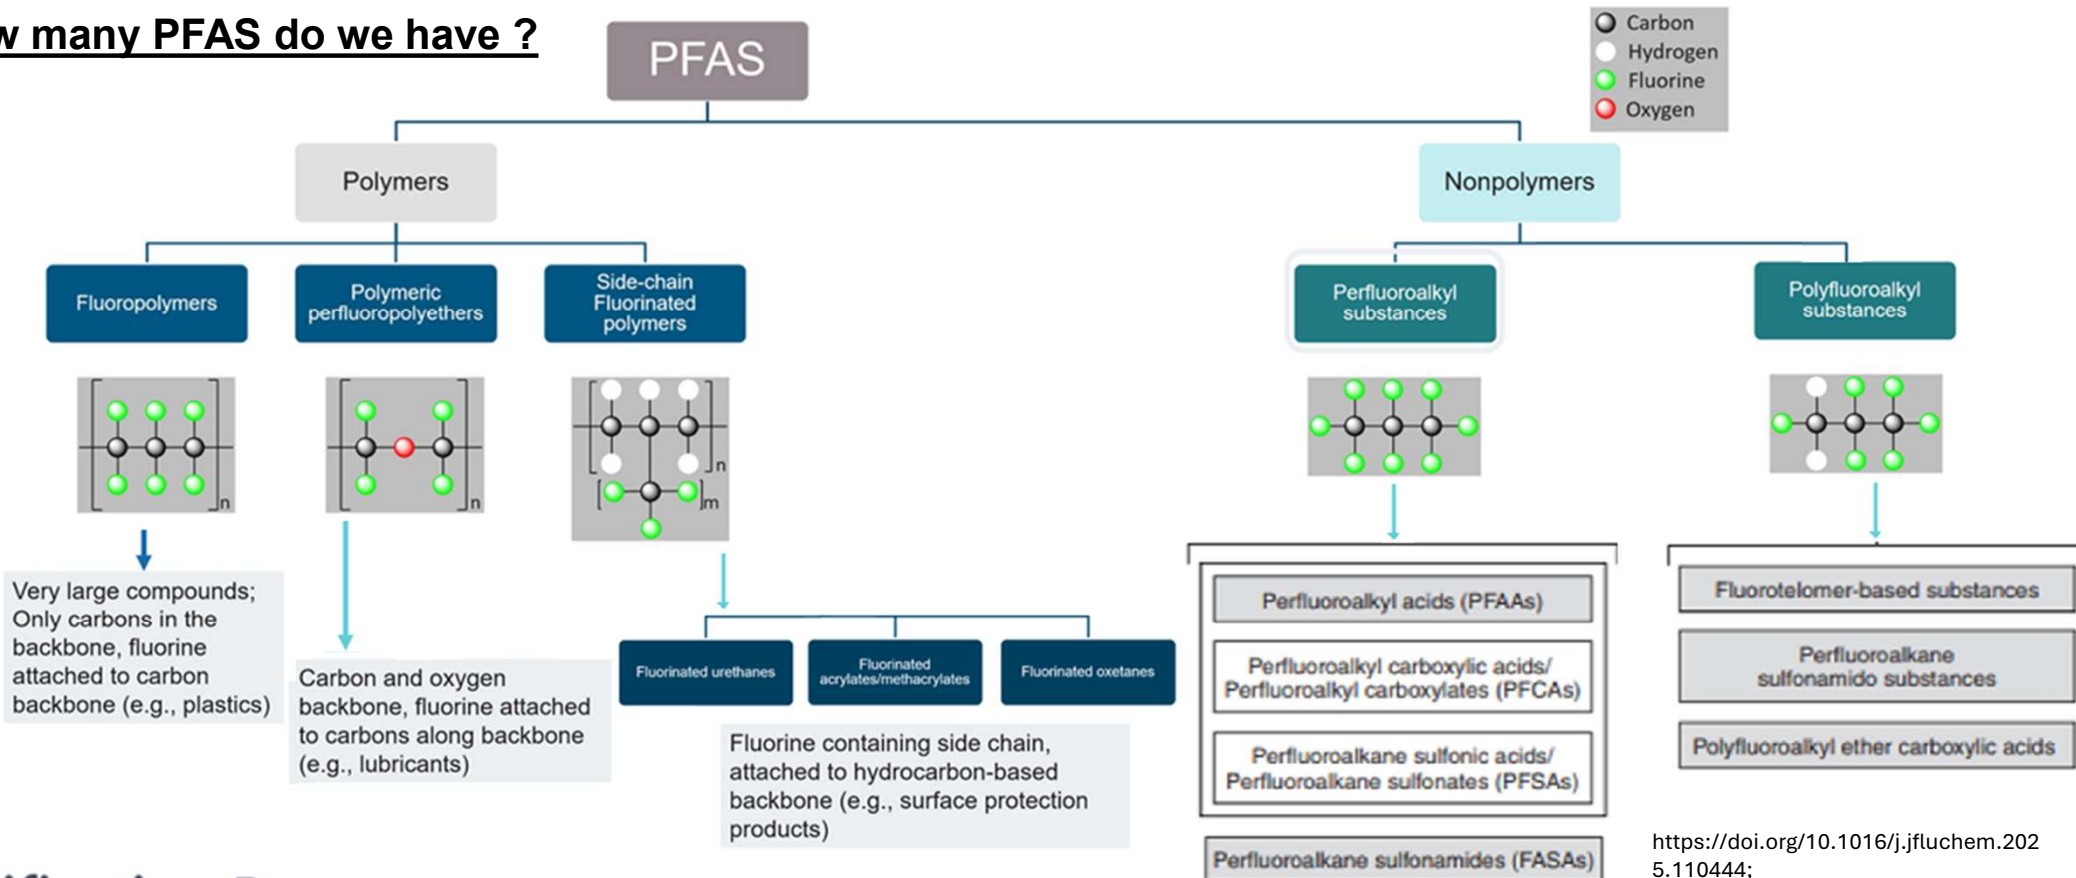 w many PFAS do we have ?
PFAS
Carbon
Hydrogen
Fluorine
Oxygen
Polymers
Nonpolymers
Fluoropolymers
Polymeric
perfluoropolyethers
Side-chain
Fluorinated
polymers
Perfluoroalkyl
substances
Polyfluoroalkyl
substances
n
n
n
m
Very large compounds;
Only carbons in the
backbone, fluorine
attached to carbon
backbone (e.g., plastics)
Carbon and oxygen
backbone, fluorine attached
to carbons along backbone
(e.g., lubricants)
Fluorinated urethanes
Fluorinated
acrylates/methacrylates
Fluorinated oxetanes
Fluorine containing side chain,
attached to hydrocarbon-based
backbone (e.g., surface protection
products)
Perfluoroalkyl acids (PFAAs)
Perfluoroalkyl carboxylic acids/
Perfluoroalkyl carboxylates (PFCAs)
Perfluoroalkane sulfonic acids/
Perfluoroalkane sulfonates (PFSAs)
Perfluoroalkane sulfonamides (FASAs)
Fluorotelomer-based substances
Perfluoroalkane
sulfonamido substances
Polyfluoroalkyl ether carboxylic acids
https://doi.org/10.1016/j.jfluchem.202
5.110444;